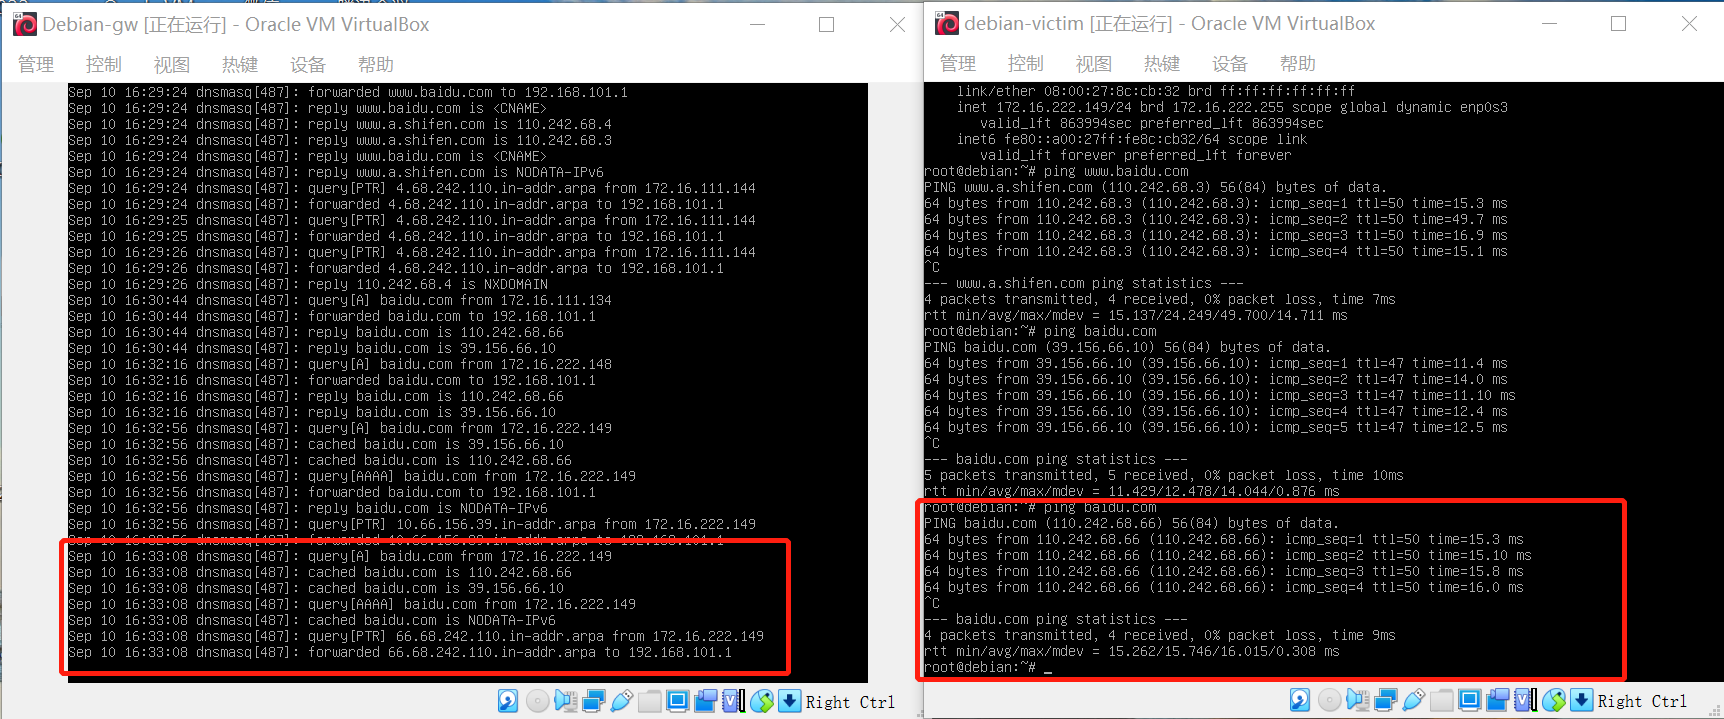 Debian-gw [正在运行] - Oracle VM VirtualBox
管理 控制 视图 热键 设备 帮助
Sep 10 16:29:24 dnsmasq[487]: forwarded www.baidu.com to 192.168.101.1
Sep 10 16:29:24 dnsmasq[487]: reply www.baidu.com is <CNAME>
Sep 10 16:29:24 dnsmasq[487]: reply www.a.shifen.com is 110.242.68.4
Sep 10 16:29:24 dnsmasq[487]: reply www.a.shifen.com is 110.242.68.3
Sep 10 16:29:24 dnsmasq[487]: reply www.baidu.com is <CNAME>
Sep 10 16:29:24 dnsmasq[487]: reply www.a.shifen.com is NODATA-IPv6
Sep 10 16:29:24 dnsmasq[487]: query[PTR] 4.68.242.110.in-addr.arpa from 172.16.111.144
Sep 10 16:29:24 dnsmasq[487]: forwarded 4.68.242.110.in-addr.arpa to 192.168.101.1
Sep 10 16:29:25 dnsmasq[487]: query[PTR] 4.68.242.110.in-addr.arpa from 172.16.111.144
Sep 10 16:29:25 dnsmasq[487]: forwarded 4.68.242.110.in-addr.arpa to 192.168.101.1
Sep 10 16:29:26 dnsmasq[487]: query[PTR] 4.68.242.110.in-addr.arpa from 172.16.111.144
Sep 10 16:29:26 dnsmasq[487]: forwarded 4.68.242.110.in-addr.arpa to 192.168.101.1
Sep 10 16:29:26 dnsmasq[487]: reply 110.242.68.4 is NXDOMAIN
Sep 10 16:30:44 dnsmasq[487]: query[A] baidu.com from 172.16.111.134
Sep 10 16:30:44 dnsmasq[487]: forwarded baidu.com to 192.168.101.1
Sep 10 16:30:44 dnsmasq[487]: reply baidu.com is 110.242.68.66
Sep 10 16:30:44 dnsmasq[487]: reply baidu.com is 39.156.66.10
Sep 10 16:32:16 dnsmasq[487]: query[A] baidu.com from 172.16.222.148
Sep 10 16:32:16 dnsmasq[487]: forwarded baidu.com to 192.168.101.1
Sep 10 16:32:16 dnsmasq[487]: reply baidu.com is 110.242.68.66
Sep 10 16:32:16 dnsmasq[487]: reply baidu.com is 39.156.66.10
Sep 10 16:32:56 dnsmasq[487]: query[A] baidu.com from 172.16.222.149
Sep 10 16:32:56 dnsmasq[487]: cached baidu.com is 39.156.66.10
Sep 10 16:32:56 dnsmasq[487]: cached baidu.com is 110.242.68.66
Sep 10 16:32:56 dnsmasq[487]: query[AAAA] baidu.com from 172.16.222.149
Sep 10 16:32:56 dnsmasq[487]: forwarded baidu.com to 192.168.101.1
Sep 10 16:32:56 dnsmasq[487]: reply baidu.com is NODATA-IPv6
Sep 10 16:32:56 dnsmasq[487]: query[PTR] 10.66.156.39.in-addr.arpa from 172.16.222.149
Sep 10 16:32:56 dnsmasq[487]: forwarded 10.66.156.39.in-addr.arpa to 192.168.101.1
Sep 10 16:33:08 dnsmasq[487]: query[A] baidu.com from 172.16.222.149
Sep 10 16:33:08 dnsmasq[487]: cached baidu.com is 110.242.68.66
Sep 10 16:33:08 dnsmasq[487]: cached baidu.com is 39.156.66.10
Sep 10 16:33:08 dnsmasq[487]: query[AAAA] baidu.com from 172.16.222.149
Sep 10 16:33:08 dnsmasq[487]: cached baidu.com is NODATA-IPv6
Sep 10 16:33:08 dnsmasq[487]: query[PTR] 66.68.242.110.in-addr.arpa from 172.16.222.149
Sep 10 16:33:08 dnsmasq[487]: forwarded 66.68.242.110.in-addr.arpa to 192.168.101.1
Right Ctrl
debian-victim [正在运行] - Oracle VM VirtualBox
管理 控制 视图 热键 设备 帮助
link/ether 08:00:27:8c:cb:32 brd ff:ff:ff:ff:ff:ff
inet 172.16.222.149/24 brd 172.16.222.255 scope global dynamic enp0s3
valid_lft 863994sec preferred_lft 863994sec
inet6 fe80::a00:27ff:fe8c:cb32/64 scope link
valid_lft forever preferred_lft forever
root@debian:~# ping www.baidu.com
PING www.a.shifen.com (110.242.68.3) 56(84) bytes of data.
64 bytes from 110.242.68.3 (110.242.68.3): icmp_seq=1 ttl=50 time=15.3 ms
64 bytes from 110.242.68.3 (110.242.68.3): icmp_seq=2 ttl=50 time=49.7 ms
64 bytes from 110.242.68.3 (110.242.68.3): icmp_seq=3 ttl=50 time=16.9 ms
64 bytes from 110.242.68.3 (110.242.68.3): icmp_seq=4 ttl=50 time=15.1 ms
^C
--- www.a.shifen.com ping statistics ---
4 packets transmitted, 4 received, 0% packet loss, time 7ms
rtt min/avg/max/mdev = 15.137/24.249/49.700/14.711 ms
root@debian:~# ping baidu.com
PING baidu.com (39.156.66.10) 56(84) bytes of data.
64 bytes from 39.156.66.10 (39.156.66.10): icmp_seq=1 ttl=47 time=11.4 ms
64 bytes from 39.156.66.10 (39.156.66.10): icmp_seq=2 ttl=47 time=14.0 ms
64 bytes from 39.156.66.10 (39.156.66.10): icmp_seq=3 ttl=47 time=11.10 ms
64 bytes from 39.156.66.10 (39.156.66.10): icmp_seq=4 ttl=47 time=12.4 ms
64 bytes from 39.156.66.10 (39.156.66.10): icmp_seq=5 ttl=47 time=12.5 ms
^C
--- baidu.com ping statistics ---
5 packets transmitted, 5 received, 0% packet loss, time 10ms
rtt min/avg/max/mdev = 11.429/12.478/14.044/0.876 ms
root@debian:~# ping baidu.com
PING baidu.com (110.242.68.66) 56(84) bytes of data.
64 bytes from 110.242.68.66 (110.242.68.66): icmp_seq=1 ttl=50 time=15.3 ms
64 bytes from 110.242.68.66 (110.242.68.66): icmp_seq=2 ttl=50 time=15.10 ms
64 bytes from 110.242.68.66 (110.242.68.66): icmp_seq=3 ttl=50 time=15.8 ms
64 bytes from 110.242.68.66 (110.242.68.66): icmp_seq=4 ttl=50 time=16.0 ms
^C
--- baidu.com ping statistics ---
4 packets transmitted, 4 received, 0% packet loss, time 9ms
rtt min/avg/max/mdev = 15.262/15.746/16.015/0.308 ms
root@debian:~# _
Right Ctrl